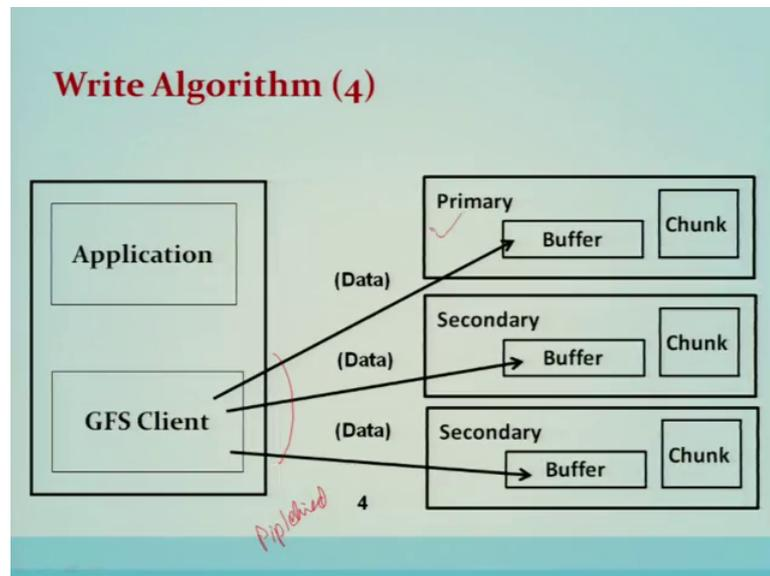 Write Algorithm (4)
Application
GFS Client
(Data)
(Data)
(Data)
4
Primary
Buffer
Chunk
Secondary
Buffer
Chunk
Secondary
Buffer
Chunk